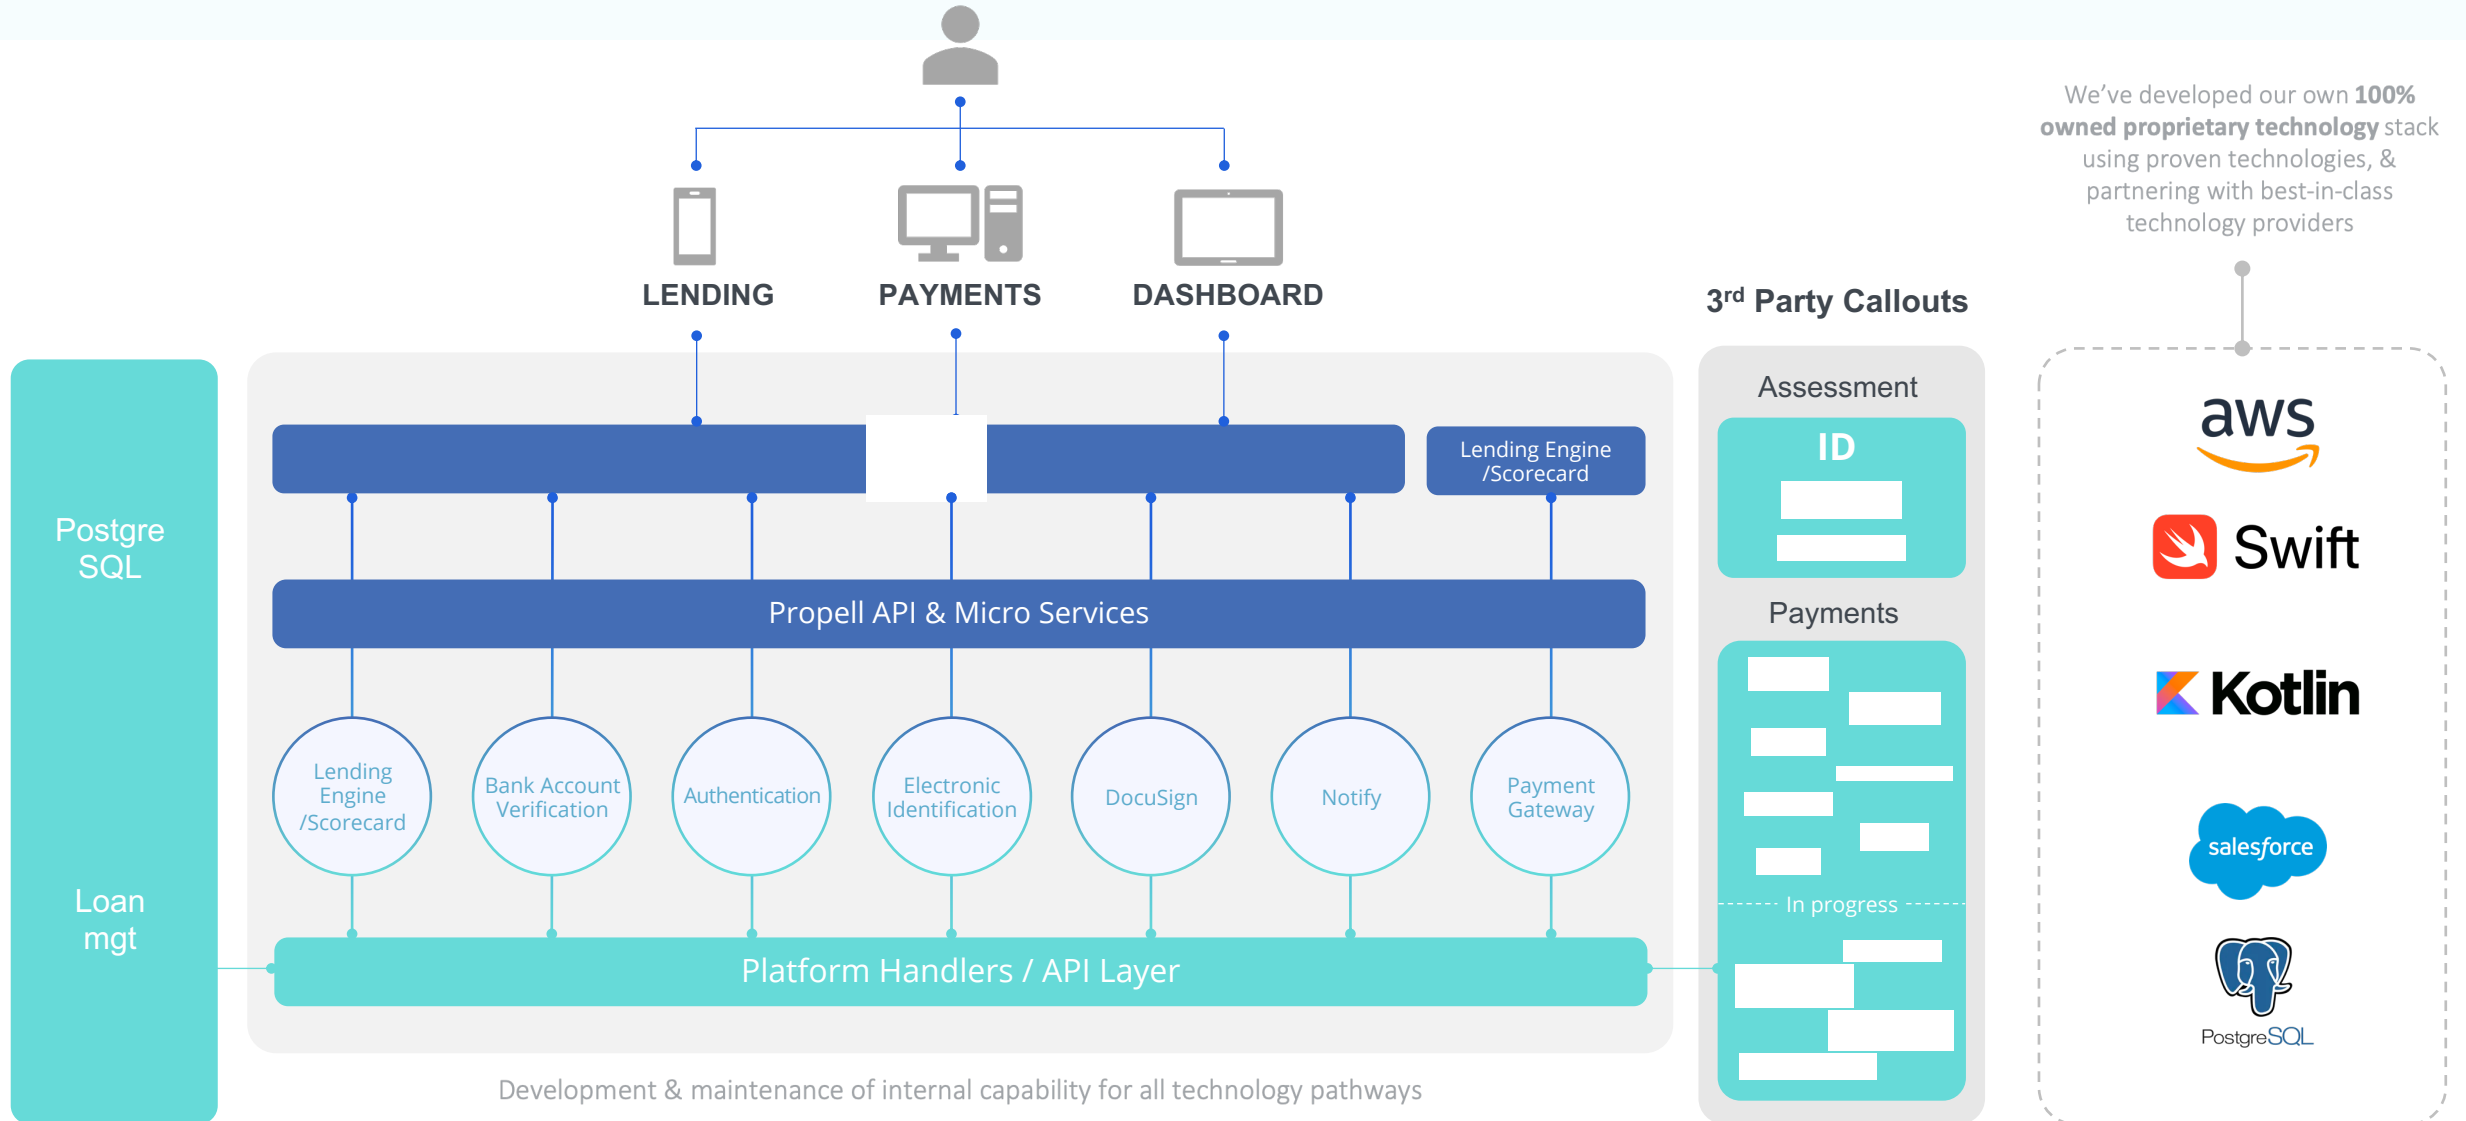 We've developed our own 100%
owned proprietary technology stack
using proven technologies, &
partnering with best-in-class
technology providers
LENDING
PAYMENTS
DASHBOARD
3rd Party Callouts
Postgre
SQL
Loan
mgt
Lending Engine
/Scorecard
Propell API & Micro Services
Lending
Engine
/Scorecard
Bank Account
Verification
Authentication
Electronic
Identification
DocuSign
Notify
Payment
Gateway
Platform Handlers / API Layer
Development & maintenance of internal capability for all technology pathways
Assessment
ID
Payments
In progress
aws
Swift
Kotlin
salesforce
PostgreSQL